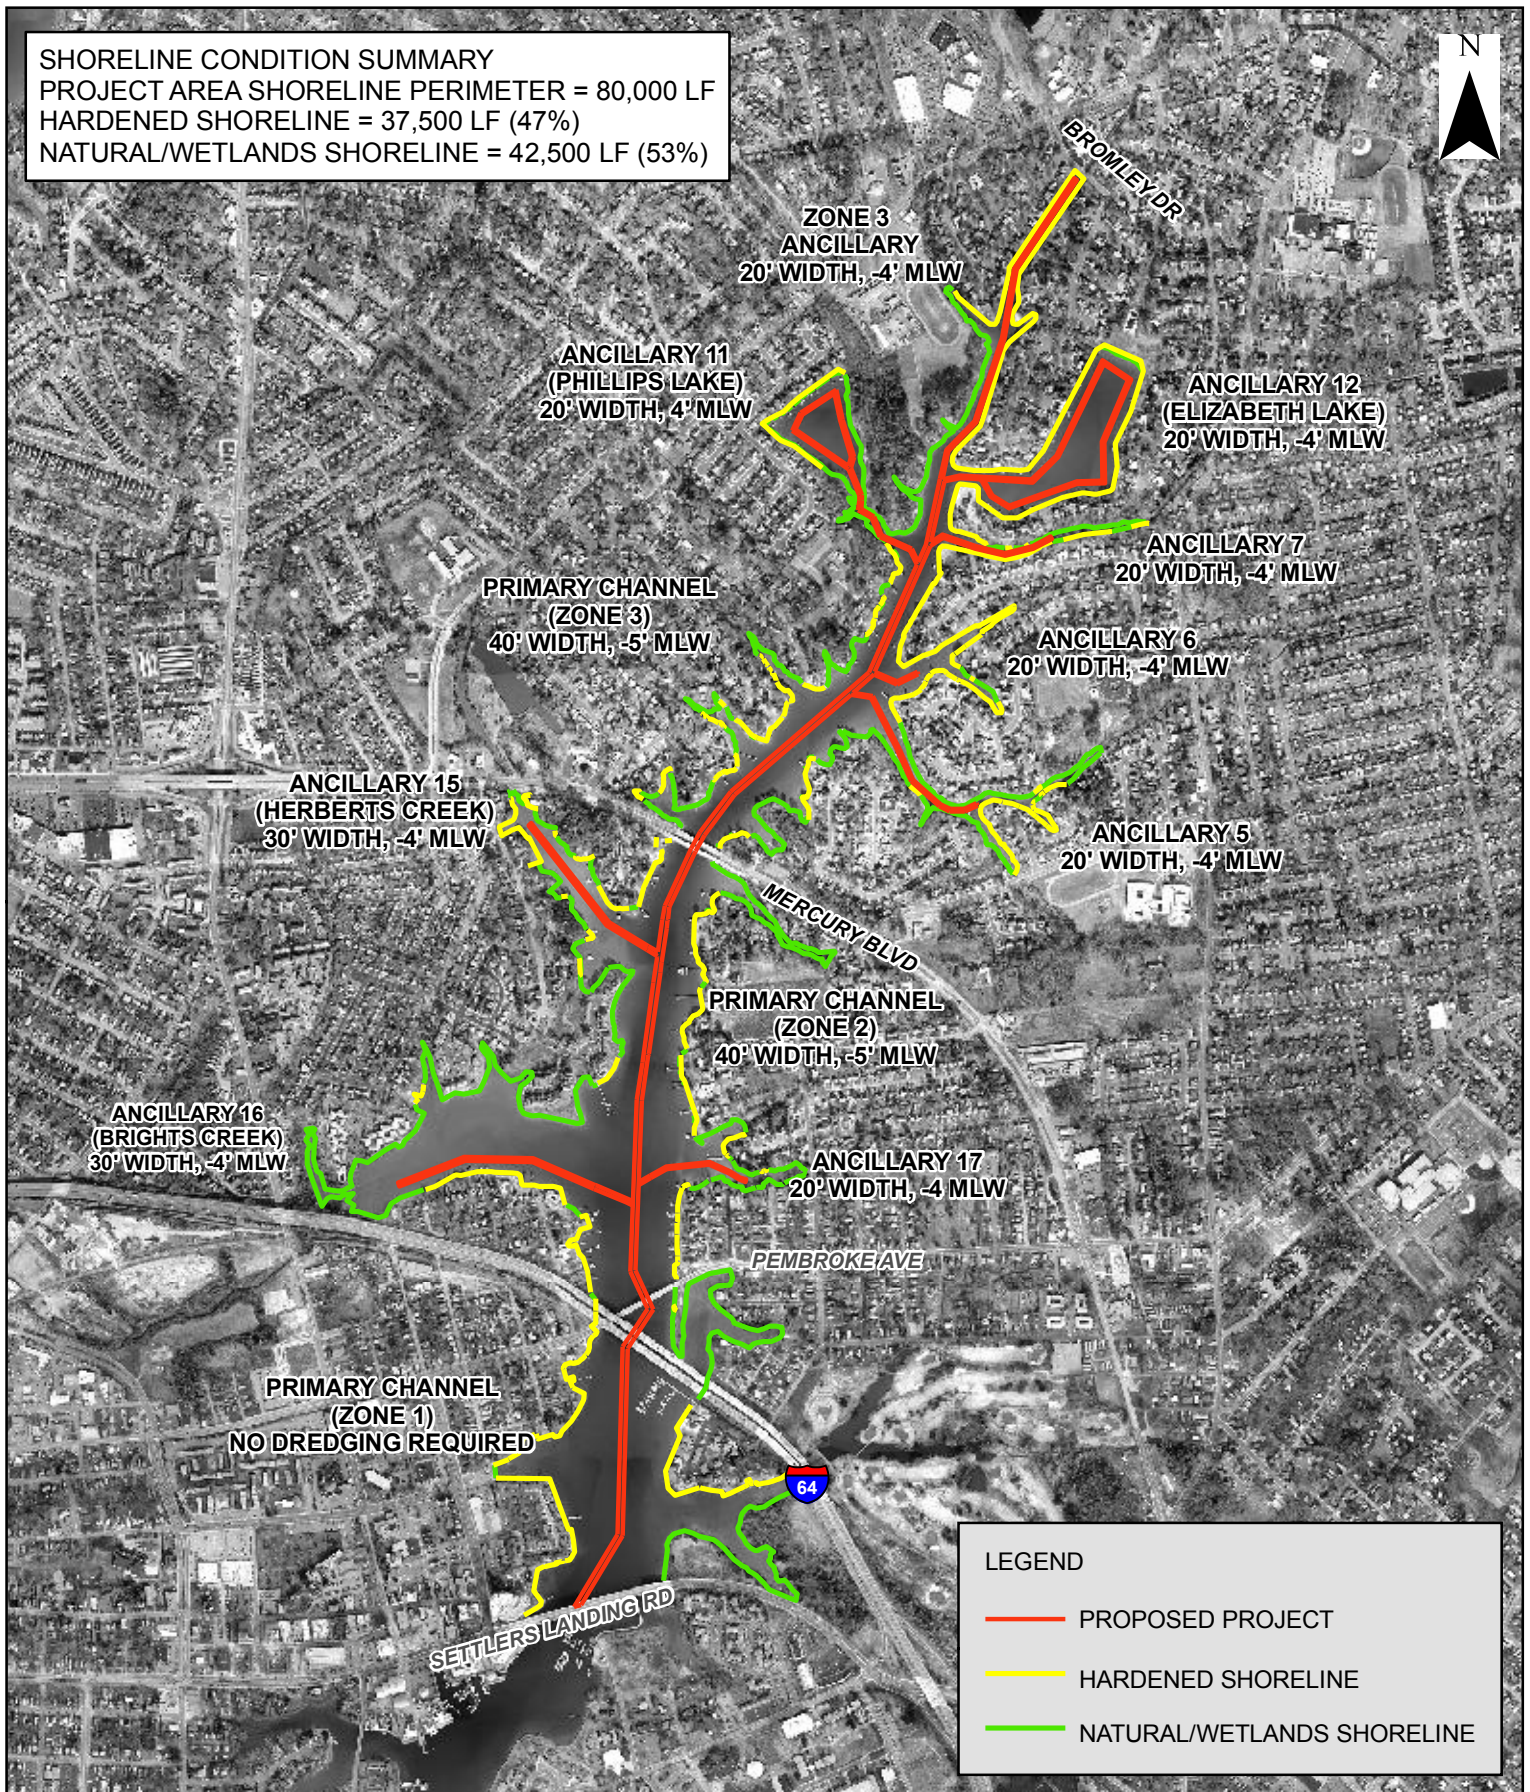 SHORELINE CONDITION SUMMARY
PROJECT AREA SHORELINE PERIMETER = 80,000 LF
HARDENED SHORELINE = 37,500 LF (47%)
NATURAL/WETLANDS SHORELINE = 42,500 LF (53%)
N
BROMLEY DR
ZONE 3
ANCILLARY
20' WIDTH, -4' MLW
ANCILLARY 11
(PHILLIPS LAKE)
20' WIDTH, 4' MLW
ANCILLARY 12
(ELIZABETH LAKE)
20' WIDTH, -4' MLW
ANCILLARY 7
20' WIDTH, -4' MLW
PRIMARY CHANNEL
(ZONE 3)
40' WIDTH, -5' MLW
ANCILLARY 6
20' WIDTH, -4' MLW
ANCILLARY 15
(HERBERTS CREEK)
30' WIDTH, -4' MLW
ANCILLARY 5
20' WIDTH, -4' MLW
MERCURY BLVD
PRIMARY CHANNEL
(ZONE 2)
40' WIDTH, -5' MLW
ANCILLARY 16
(BRIGHTS CREEK)
30' WIDTH, -4' MLW
ANCILLARY 17
20' WIDTH, -4 MLW
PEMBROKE AVE
PRIMARY CHANNEL
(ZONE 1)
NO DREDGING REQUIRED
64
SETTLERS LANDING RD
LEGEND
PROPOSED PROJECT
HARDENED SHORELINE
NATURAL/WETLANDS SHORELINE